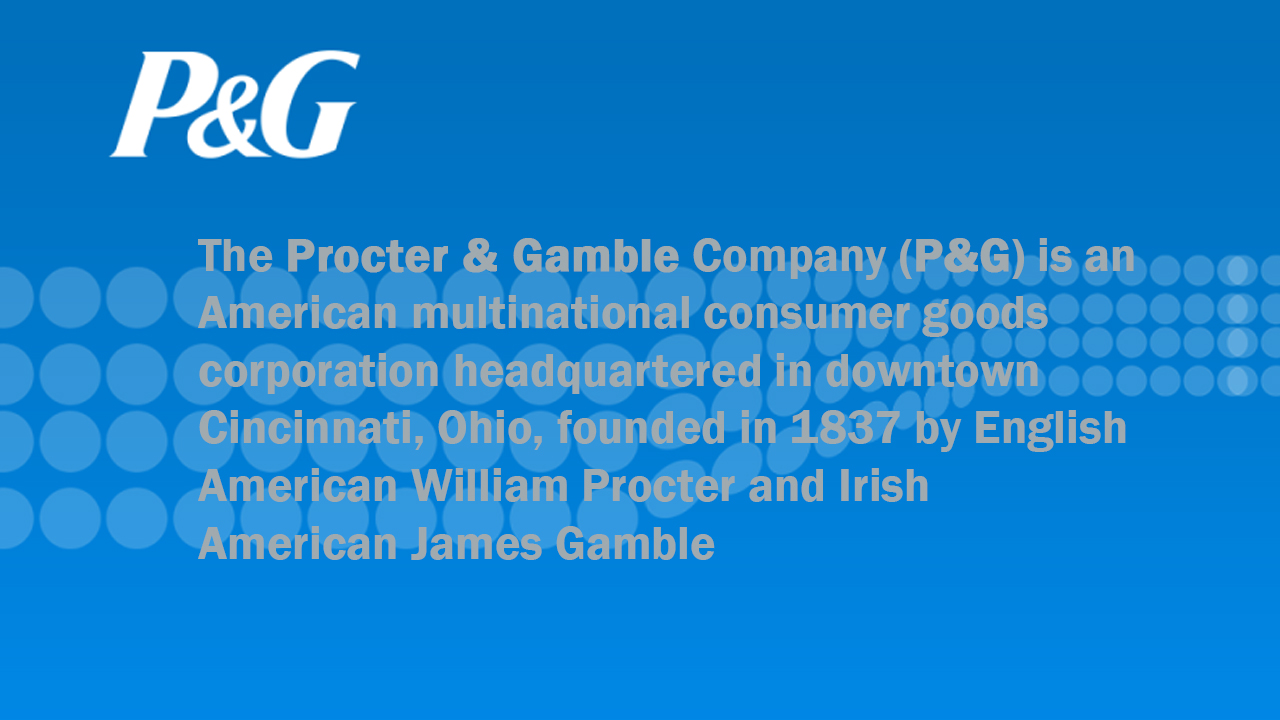 P&G
The Procter & Gamble Company (P&G) is an
American multinational consumer goods
corporation headquartered in downtown
Cincinnati, Ohio, founded in 1837 by English
American William Procter and Irish
American James Gamble